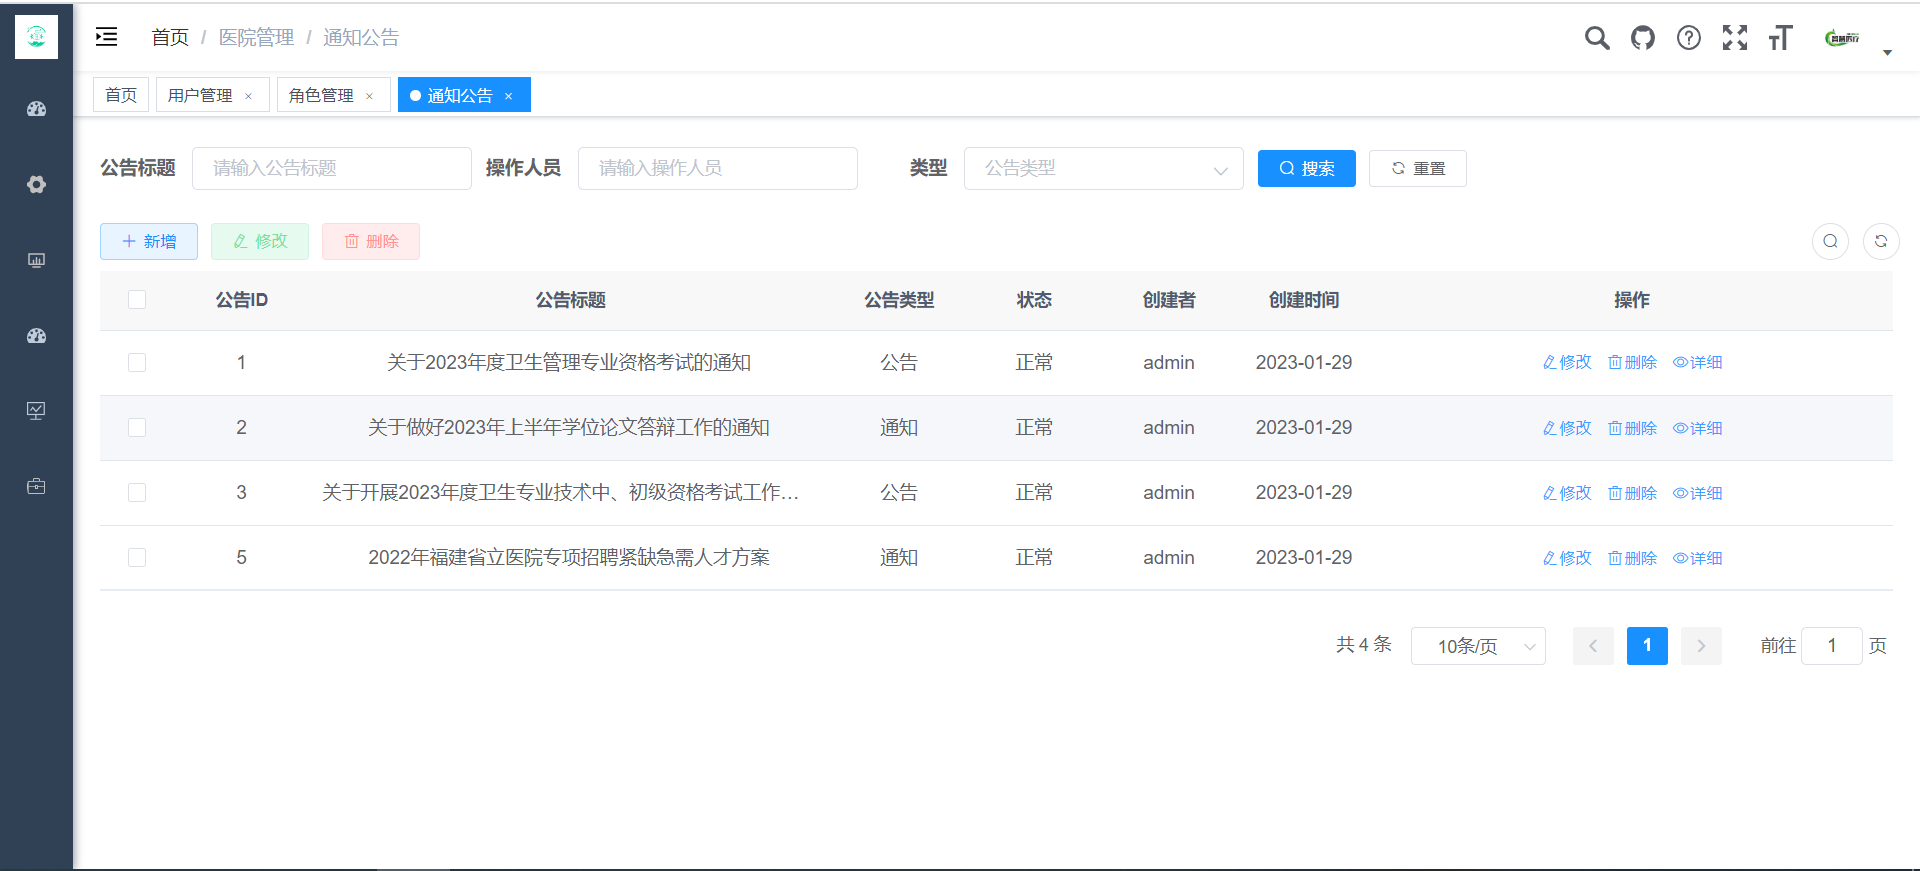 首页 / 医院管理 / 通知公告
首页 用户管理 × 角色管理 × 通知公告 ×
公告标题 请输入公告标题 操作人员 请输入操作人员 类型 公告类型 搜索 重置
新增 修改 删除
公告ID 公告标题 公告类型 状态 创建者 创建时间 操作
1 关于2023年度卫生管理专业资格考试的通知 公告 正常 admin 2023-01-29 修改 删除 详细
2 关于做好2023年上半年学位论文答辩工作的通知 通知 正常 admin 2023-01-29 修改 删除 详细
3 关于开展2023年度卫生专业技术中、初级资格考试工作… 公告 正常 admin 2023-01-29 修改 删除 详细
5 2022年福建省立医院专项招聘紧缺急需人才方案 通知 正常 admin 2023-01-29 修改 删除 详细
共 4 条 10条/页 1 前往 1 页